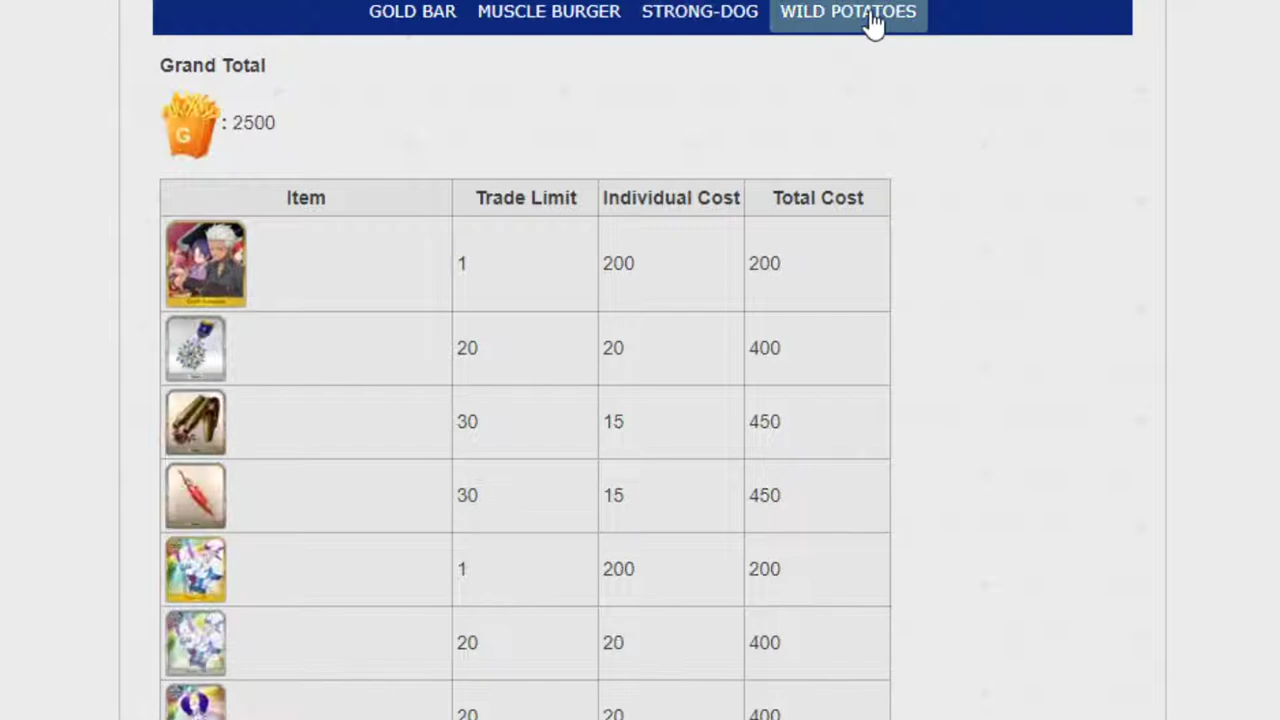 GOLD BAR MUSCLE BURGER STRONG-DOG WILD POTATOES
Grand Total
G : 2500
Item Trade Limit Individual Cost Total Cost
1 200 200
20 20 400
30 15 450
30 15 450
1 200 200
20 20 400
20 20 400